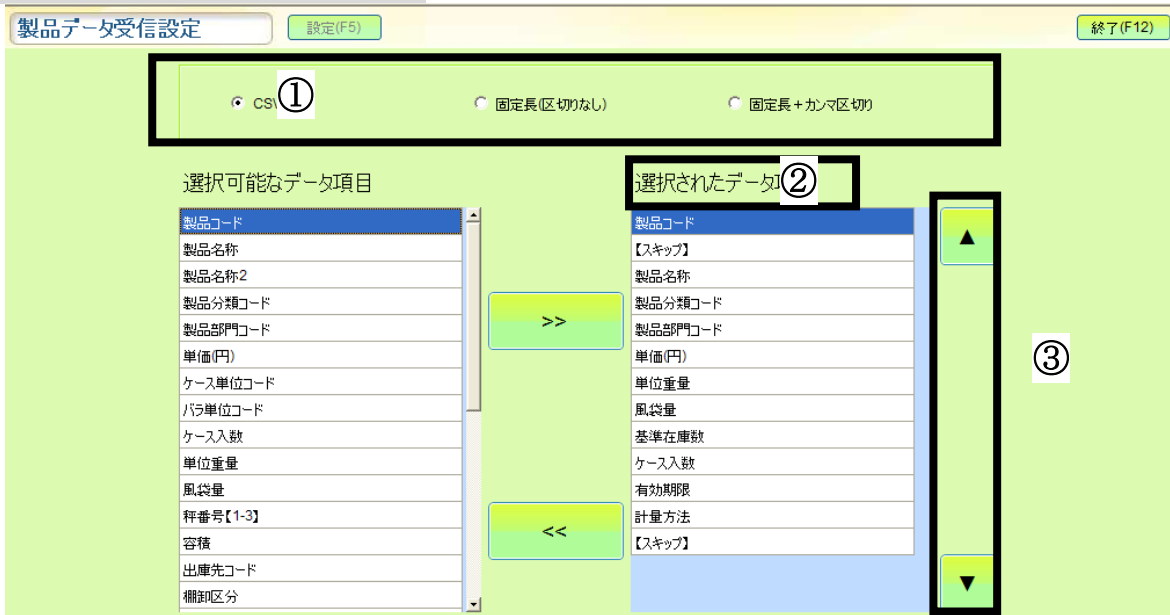 製品データ受信設定
設定(F5)
終了(F12)
CSV
①
固定長(区切りなし)
固定長+カンマ区切り
選択可能なデータ項目
選択されたデータ
②
製品コード
製品名称
製品名称2
製品分類コード
製品部門コード
単価(円)
ケース単位コード
バラ単位コード
ケース入数
単位重量
風袋量
秤番号【1-3】
容積
出庫先コード
棚卸区分
>>
<<
製品コード
【スキップ】
製品名称
製品分類コード
製品部門コード
単価(円)
単位重量
風袋量
基準在庫数
ケース入数
有効期限
計量方法
【スキップ】
▲
▼
③